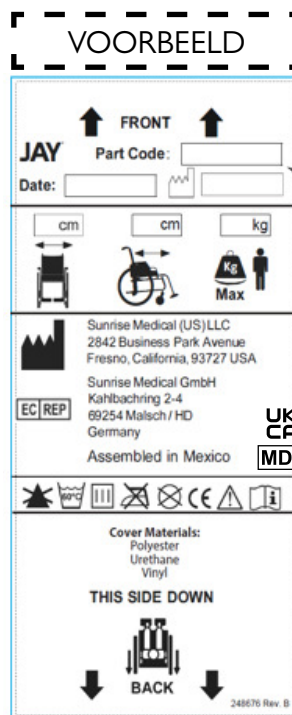 VOORBEELD
FRONT
JAY
Part Code:
Date:
cm
cm
kg
Kg
Max
Sunrise Medical (US) LLC
2842 Business Park Avenue
Fresno, California, 93727 USA
EC REP
Sunrise Medical GmbH
Kahlbachring 2-4
69254 Malsch / HD
Germany
UK
CA
Assembled in Mexico
MD
60°C
CE
Cover Materials:
Polyester
Urethane
Vinyl
THIS SIDE DOWN
BACK
248676 Rev. B